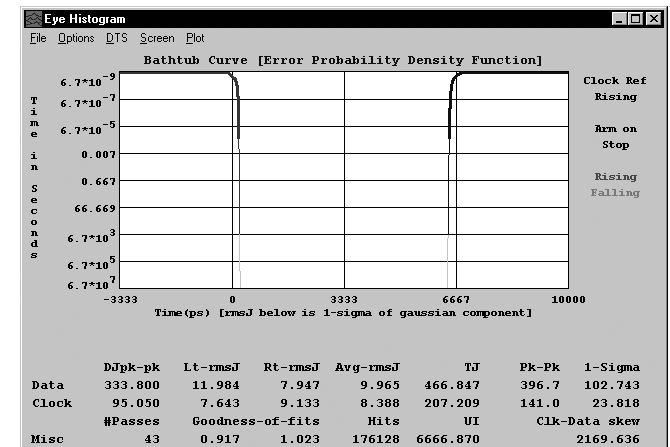 Eye Histogram
File Options DTS Screen Plot
Bathtub Curve [Error Probability Density Function]
Time in Seconds
6.7*10-9
6.7*10-7
6.7*10-5
0.007
0.667
66.669
6.7*103
6.7*105
6.7*107
-3333 0 3333 6667 10000
Time(ps) [rmsJ below is 1-sigma of gaussian component]
Clock Ref
Rising
Arm on
Stop
Rising
Falling
DJpk-pk Lt-rmsJ Rt-rmsJ Avg-rmsJ TJ Pk-Pk 1-Sigma
Data 333.800 11.984 7.947 9.965 466.847 396.7 102.743
Clock 95.050 7.643 9.133 8.388 207.209 141.0 23.818
#Passes Goodness-of-fits Hits UI Clk-Data skew
Misc 43 0.917 1.023 176128 6666.870 2169.636